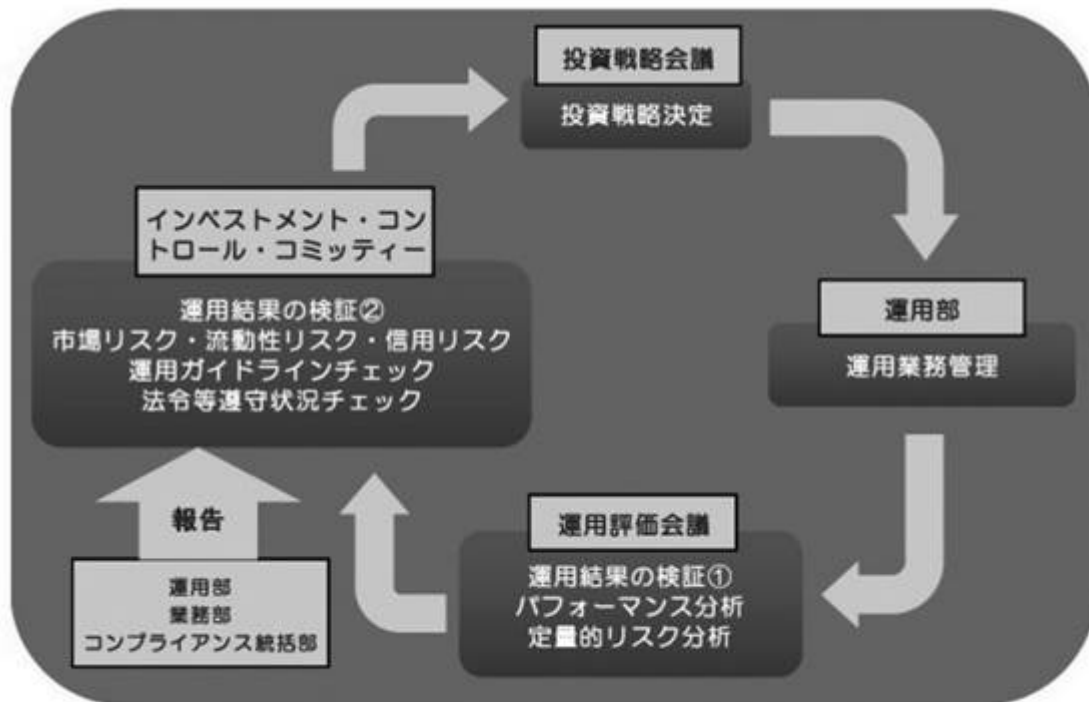 投資戦略会議
投資戦略決定
運用部
運用業務管理
運用評価会議
運用結果の検証①
パフォーマンス分析
定量的リスク分析
インベストメント・コン
トロール・コミッティー
運用結果の検証②
市場リスク・流動性リスク・信用リスク
運用ガイドラインチェック
法令等遵守状況チェック
報告
運用部
業務部
コンプライアンス統括部